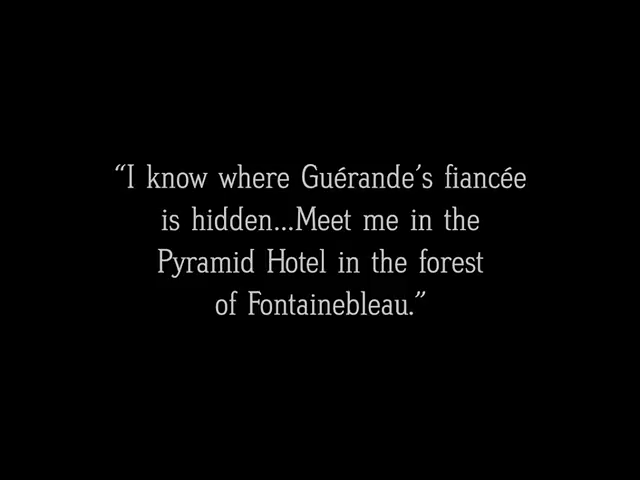 “I know where Guérande’s fiancée
is hidden...Meet me in the
Pyramid Hotel in the forest
of Fontainebleau.”